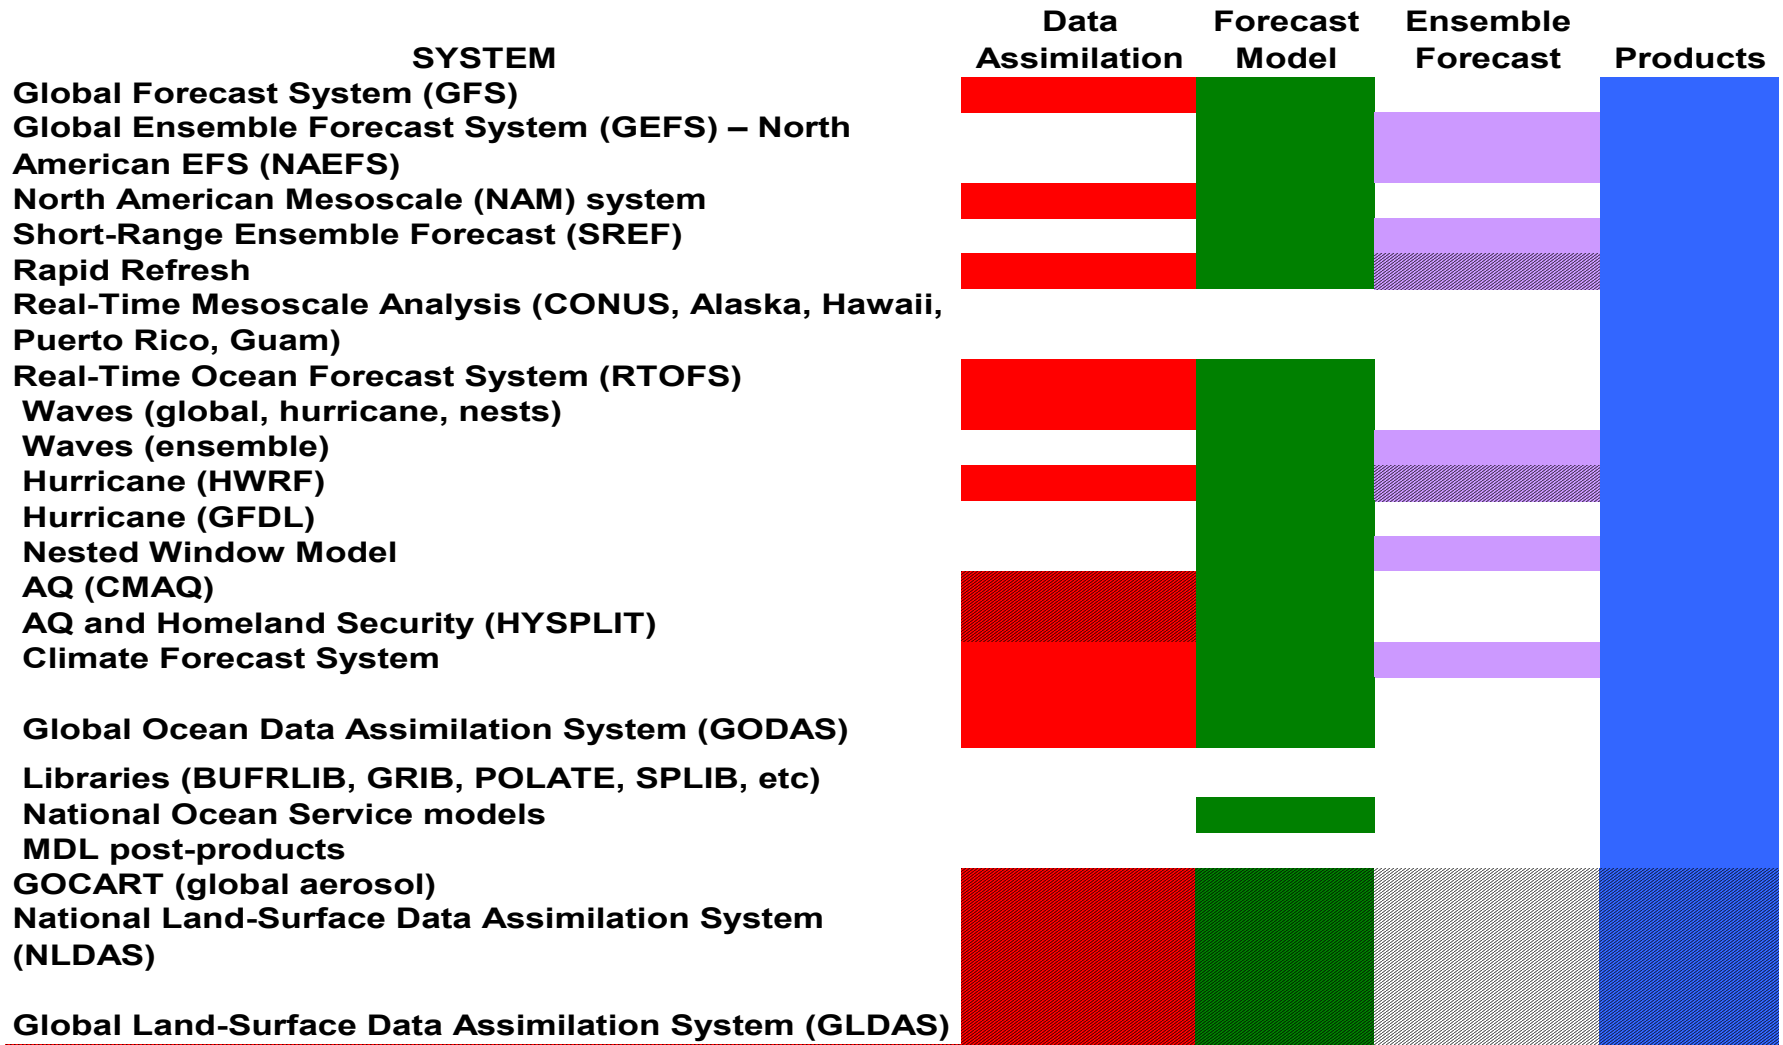 Data Forecast Ensemble
SYSTEM Assimilation Model Forecast Products
Global Forecast System (GFS)
Global Ensemble Forecast System (GEFS) – North
American EFS (NAEFS)
North American Mesoscale (NAM) system
Short-Range Ensemble Forecast (SREF)
Rapid Refresh
Real-Time Mesoscale Analysis (CONUS, Alaska, Hawaii,
Puerto Rico, Guam)
Real-Time Ocean Forecast System (RTOFS)
Waves (global, hurricane, nests)
Waves (ensemble)
Hurricane (HWRF)
Hurricane (GFDL)
Nested Window Model
AQ (CMAQ)
AQ and Homeland Security (HYSPLIT)
Climate Forecast System
Global Ocean Data Assimilation System (GODAS)
Libraries (BUFRLIB, GRIB, POLATE, SPLIB, etc)
National Ocean Service models
MDL post-products
GOCART (global aerosol)
National Land-Surface Data Assimilation System
(NLDAS)
Global Land-Surface Data Assimilation System (GLDAS)